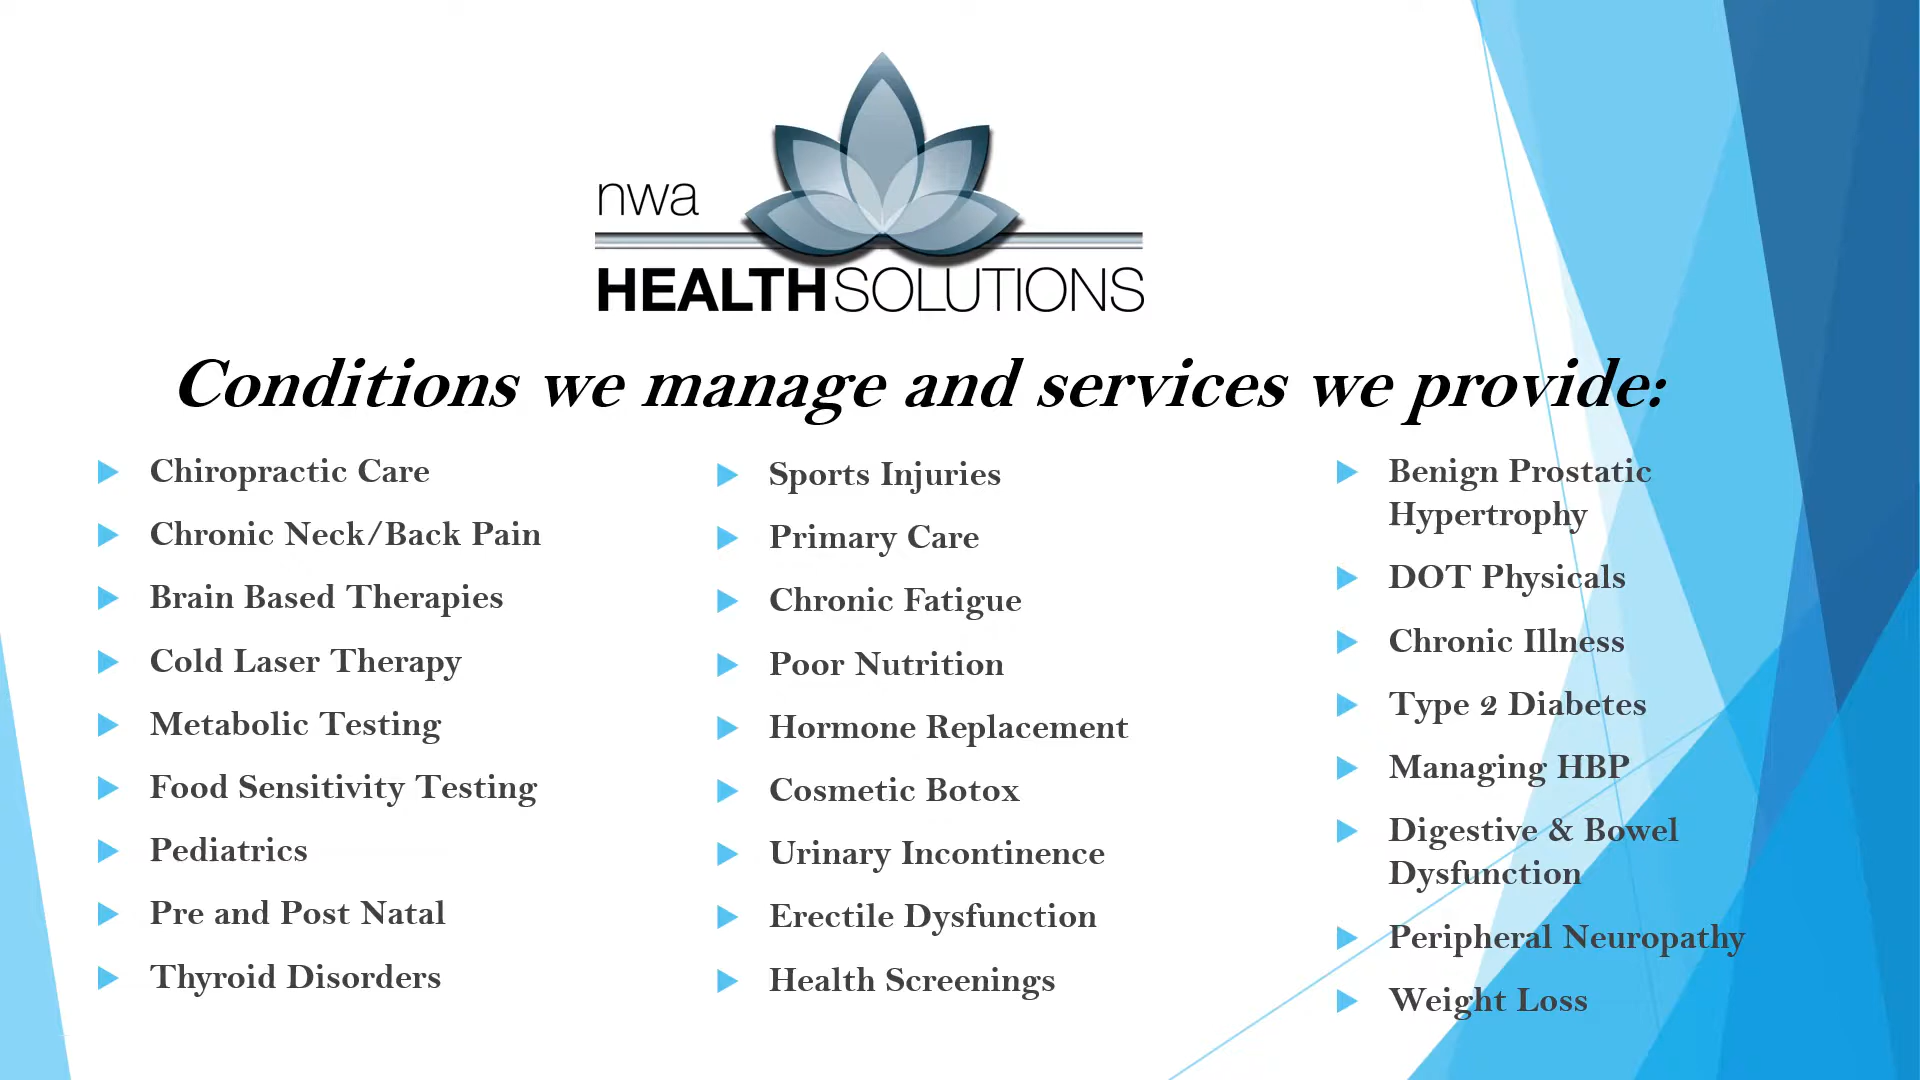 nwa
HEALTHSOLUTIONS
Conditions we manage and services we provide:
Chiropractic Care
Chronic Neck/Back Pain
Brain Based Therapies
Cold Laser Therapy
Metabolic Testing
Food Sensitivity Testing
Pediatrics
Pre and Post Natal
Thyroid Disorders
Sports Injuries
Primary Care
Chronic Fatigue
Poor Nutrition
Hormone Replacement
Cosmetic Botox
Urinary Incontinence
Erectile Dysfunction
Health Screenings
Benign Prostatic
Hypertrophy
DOT Physicals
Chronic Illness
Type 2 Diabetes
Managing HBP
Digestive & Bowel
Dysfunction
Peripheral Neuropathy
Weight Loss